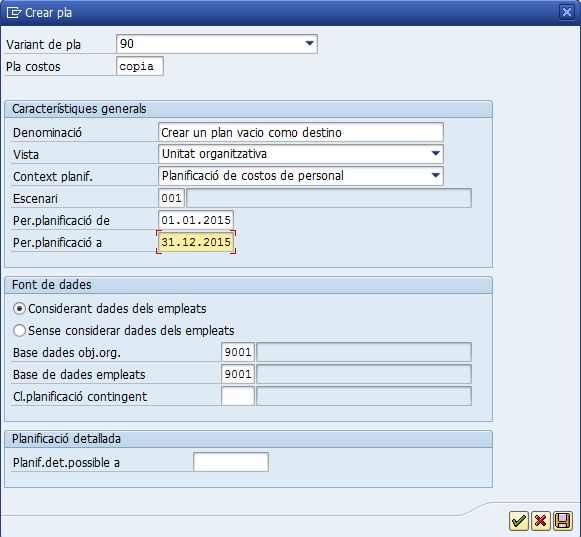 Crear pla
Variant de pla 90
Pla costos copia
Característiques generals
Denominació Crear un plan vacio como destino
Vista Unitat organitzativa
Context planif. Planificació de costos de personal
Escenari 001
Per.planificació de 01.01.2015
Per.planificació a 31.12.2015
Font de dades
Considerant dades dels empleats
Sense considerar dades dels empleats
Base dades obj.org. 9001
Base de dades empleats 9001
Cl.planificació contingent
Planificació detallada
Planif.det.possible a